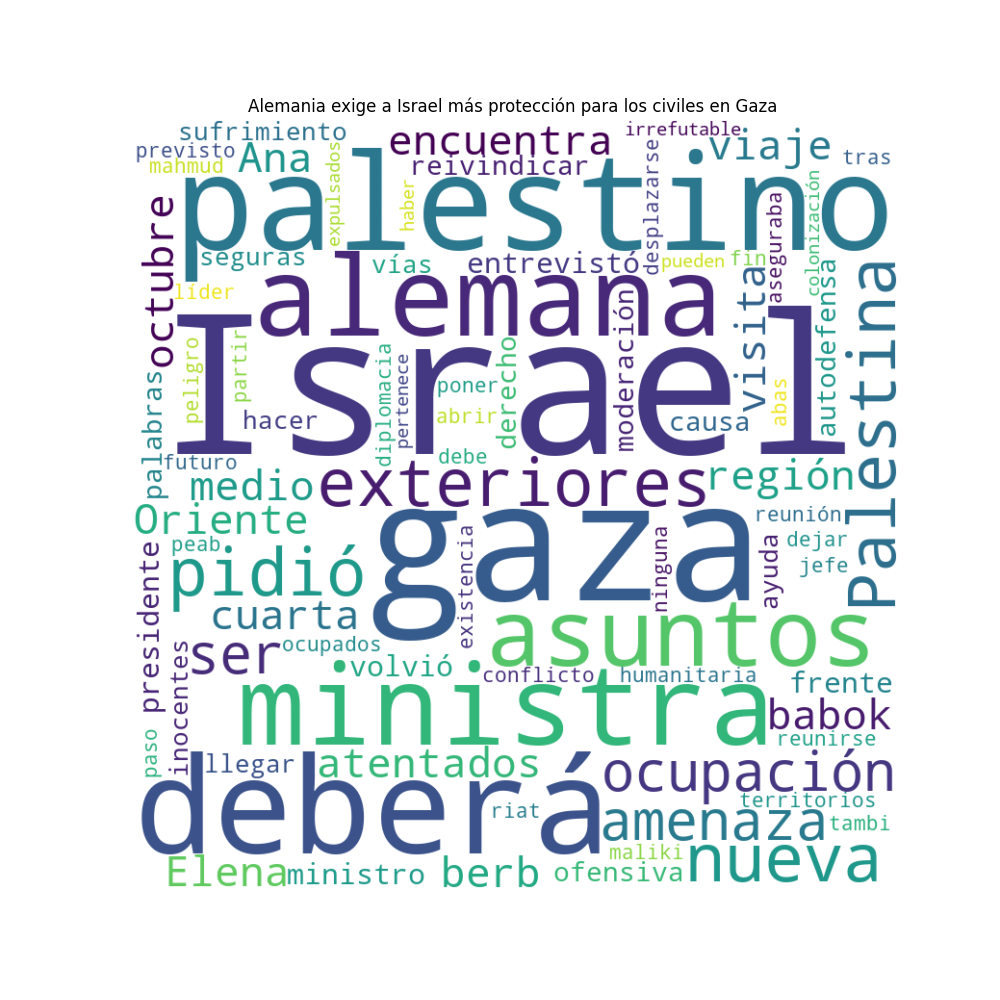 Alemania exige a Israel más protección para los civiles en Gaza
sufrimiento
encuentra
irrefutable
viaje
previsto
Ana
reivindicar
tras
mahmud
expulsados
haber
desplazarse
palestino
colonización
octubre
seguras
vías
entrevistó
pueden
fin
aseguraba
líder
alemana
visita
autodefensa
Palestina
Israel
moderación
peligro
partir
diplomacia
pertenece
poner
derecho
abas
hacer
abrir
causa
palabras
futuro
debe
medio
exteriores
región
Oriente
gaza
reunión
peab
existencia
ninguna
ayuda
dejar
pidió
jefe
presidente
cuarta
asuntos
ser
ocupados
inocentes
volvió
conflicto
humanitaria
frente
ministra
babok
paso
reunirse
llegar
atentados
ocupación
deberá
riat
territorios
amenaza
tambi
maliki
nueva
Elena
ministro
berb
ofensiva